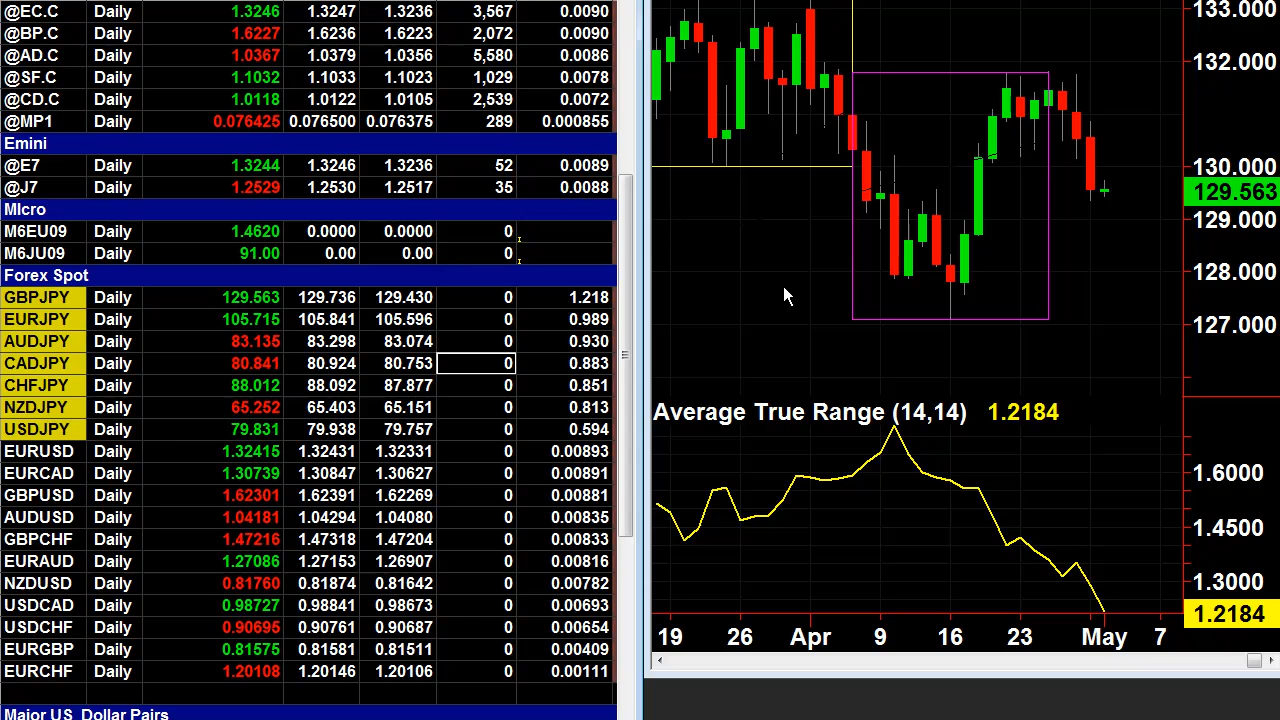 @EC.C Daily 1.3246 1.3247 1.3236 3,567 0.0090
@BP.C Daily 1.6227 1.6236 1.6223 2,072 0.0090
@AD.C Daily 1.0367 1.0379 1.0356 5,580 0.0086
@SF.C Daily 1.1032 1.1033 1.1023 1,029 0.0078
@CD.C Daily 1.0118 1.0122 1.0105 2,539 0.0072
@MP1 Daily 0.076425 0.076500 0.076375 289 0.000855
Emini
@E7 Daily 1.3244 1.3246 1.3236 52 0.0089
@J7 Daily 1.2529 1.2530 1.2517 35 0.0088
MIcro
M6EU09 Daily 1.4620 0.0000 0.0000 0
M6JU09 Daily 91.00 0.00 0.00 0
Forex Spot
GBPJPY Daily 129.563 129.736 129.430 0 1.218
EURJPY Daily 105.715 105.841 105.596 0 0.989
AUDJPY Daily 83.135 83.298 83.074 0 0.930
CADJPY Daily 80.841 80.924 80.753 0 0.883
CHFJPY Daily 88.012 88.092 87.877 0 0.851
NZDJPY Daily 65.252 65.403 65.151 0 0.813
USDJPY Daily 79.831 79.938 79.757 0 0.594
EURUSD Daily 1.32415 1.32431 1.32331 0 0.00893
EURCAD Daily 1.30739 1.30847 1.30627 0 0.00891
GBPUSD Daily 1.62301 1.62391 1.62269 0 0.00881
AUDUSD Daily 1.04181 1.04294 1.04080 0 0.00835
GBPCHF Daily 1.47216 1.47318 1.47204 0 0.00833
EURAUD Daily 1.27086 1.27153 1.26907 0 0.00816
NZDUSD Daily 0.81760 0.81874 0.81642 0 0.00782
USDCAD Daily 0.98727 0.98841 0.98673 0 0.00693
USDCHF Daily 0.90695 0.90761 0.90687 0 0.00654
EURGBP Daily 0.81575 0.81581 0.81511 0 0.00409
EURCHF Daily 1.20108 1.20146 1.20106 0 0.00111
Major US Dollar Pairs
133.000
132.000
130.000
129.563
129.000
128.000
127.000
Average True Range (14,14) 1.2184
1.6000
1.4500
1.3000
1.2184
19 26 Apr 9 16 23 May 7